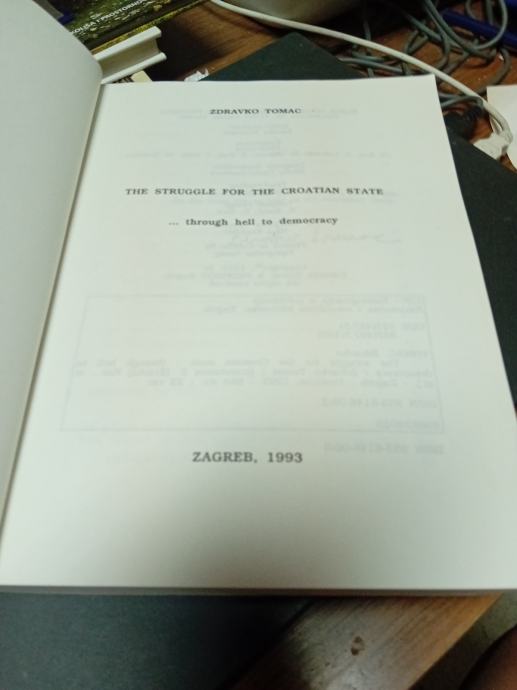 ZDRAVKO TOMAC
THE STRUGGLE FOR THE CROATIAN STATE
... through hell to democracy
ZAGREB, 1993